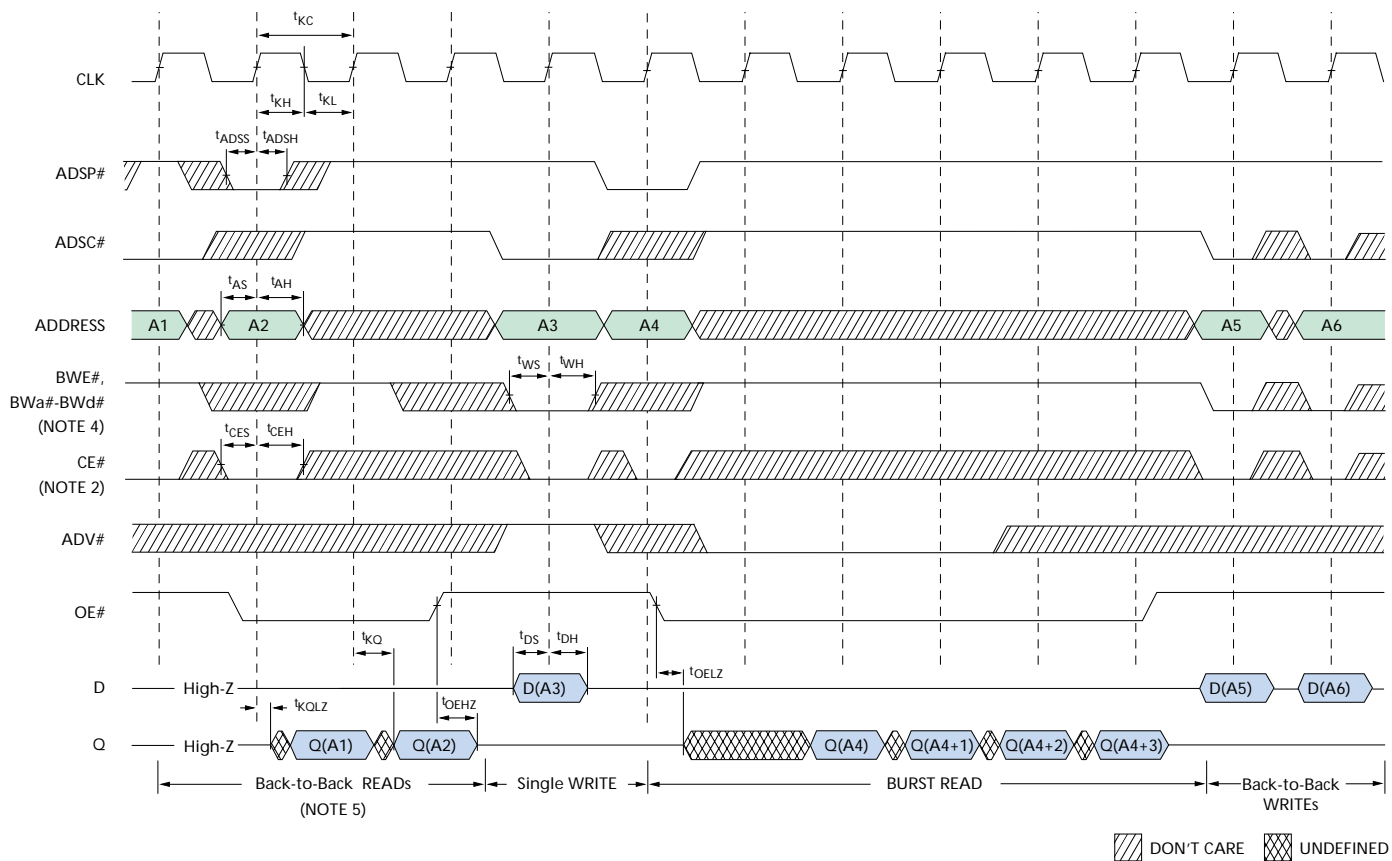 tKC
CLK
tKH tKL
tADSS tADSH
ADSP#
ADSC#
tAS tAH
ADDRESS A1 A2 A3 A4 A5 A6
BWE#,
BWa#-BWd#
(NOTE 4)
tWS tWH
tCES tCEH
CE#
(NOTE 2)
ADV#
OE#
tKQ tDS tDH
tOELZ
D High-Z D(A3) D(A5) D(A6)
tKQLZ tOEHZ
Q High-Z Q(A1) Q(A2) Q(A4) Q(A4+1) Q(A4+2) Q(A4+3)
Back-to-Back READs
(NOTE 5)
Single WRITE
BURST READ
Back-to-Back
WRITEs
DON'T CARE UNDEFINED